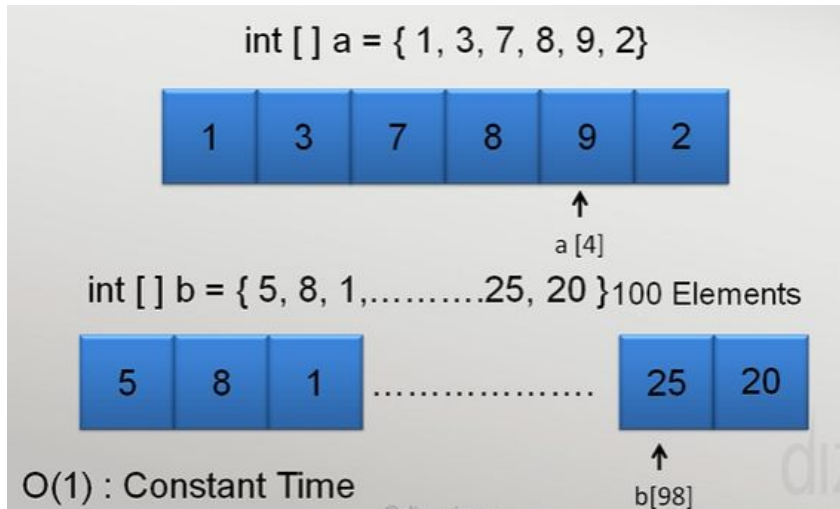 int [ ] a = { 1, 3, 7, 8, 9, 2}
1 3 7 8 9 2
a [4]
int [ ] b = { 5, 8, 1,……….25, 20 }100 Elements
5 8 1 ………………. 25 20
O(1) : Constant Time
b[98]